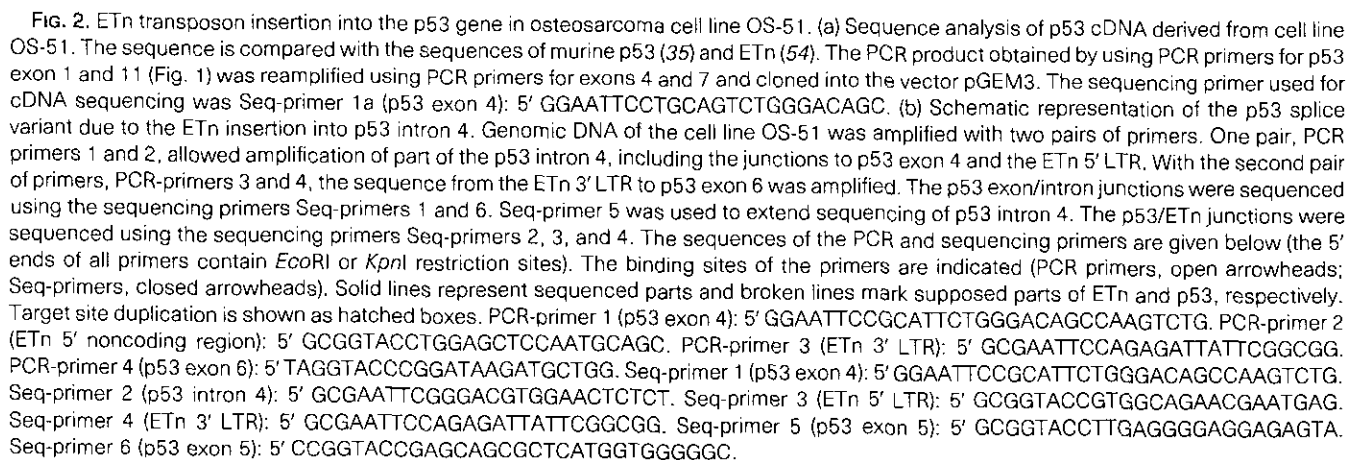 FIG. 2. ETn transposon insertion into the p53 gene in osteosarcoma cell line OS-51. (a) Sequence analysis of p53 cDNA derived from cell line
OS-51. The sequence is compared with the sequences of murine p53 (35) and ETn (54). The PCR product obtained by using PCR primers for p53
exon 1 and 11 (Fig. 1) was reamplified using PCR primers for exons 4 and 7 and cloned into the vector pGEM3. The sequencing primer used for
cDNA sequencing was Seq-primer 1a (p53 exon 4): 5′ GGAATTCCTGCAGTCTGGGACAGC. (b) Schematic representation of the p53 splice
variant due to the ETn insertion into p53 intron 4. Genomic DNA of the cell line OS-51 was amplified with two pairs of primers. One pair, PCR
primers 1 and 2, allowed amplification of part of the p53 intron 4, including the junctions to p53 exon 4 and the ETn 5′ LTR. With the second pair
of primers, PCR-primers 3 and 4, the sequence from the ETn 3′ LTR to p53 exon 6 was amplified. The p53 exon/intron junctions were sequenced
using the sequencing primers Seq-primers 1 and 6. Seq-primer 5 was used to extend sequencing of p53 intron 4. The p53/ETn junctions were
sequenced using the sequencing primers Seq-primers 2, 3, and 4. The sequences of the PCR and sequencing primers are given below (the 5′
ends of all primers contain EcoRI or KpnI restriction sites). The binding sites of the primers are indicated (PCR primers, open arrowheads;
Seq-primers, closed arrowheads). Solid lines represent sequenced parts and broken lines mark supposed parts of ETn and p53, respectively.
Target site duplication is shown as hatched boxes. PCR-primer 1 (p53 exon 4): 5′ GGAATTCCGCATTCTGGGACAGCCAAGTCTG. PCR-primer 2
(ETn 5′ noncoding region): 5′ GCGGTACCTGGAGCTCCAATGCAGC. PCR-primer 3 (ETn 3′ LTR): 5′ GCGAATTCCAGAGATTATTCGGCGG.
PCR-primer 4 (p53 exon 6): 5′ TAGGTACCCGGATAAGATGCTGG. Seq-primer 1 (p53 exon 4): 5′ GGAATTCCGCATTCTGGGACAGCCAAGTCTG.
Seq-primer 2 (p53 intron 4): 5′ GCGAATTCGGGACGTGGAACTCTCT. Seq-primer 3 (ETn 5′ LTR): 5′ GCGGTACCGTGGCAGAACGAATGAG.
Seq-primer 4 (ETn 3′ LTR): 5′ GCGAATTCCAGAGATTATTCGGCGG. Seq-primer 5 (p53 exon 5): 5′ GCGGTACCTTGAGGGGAGGAGAGTA.
Seq-primer 6 (p53 exon 5): 5′ CCGGTACCGAGCAGCGCTCATGGTGGGGGC.